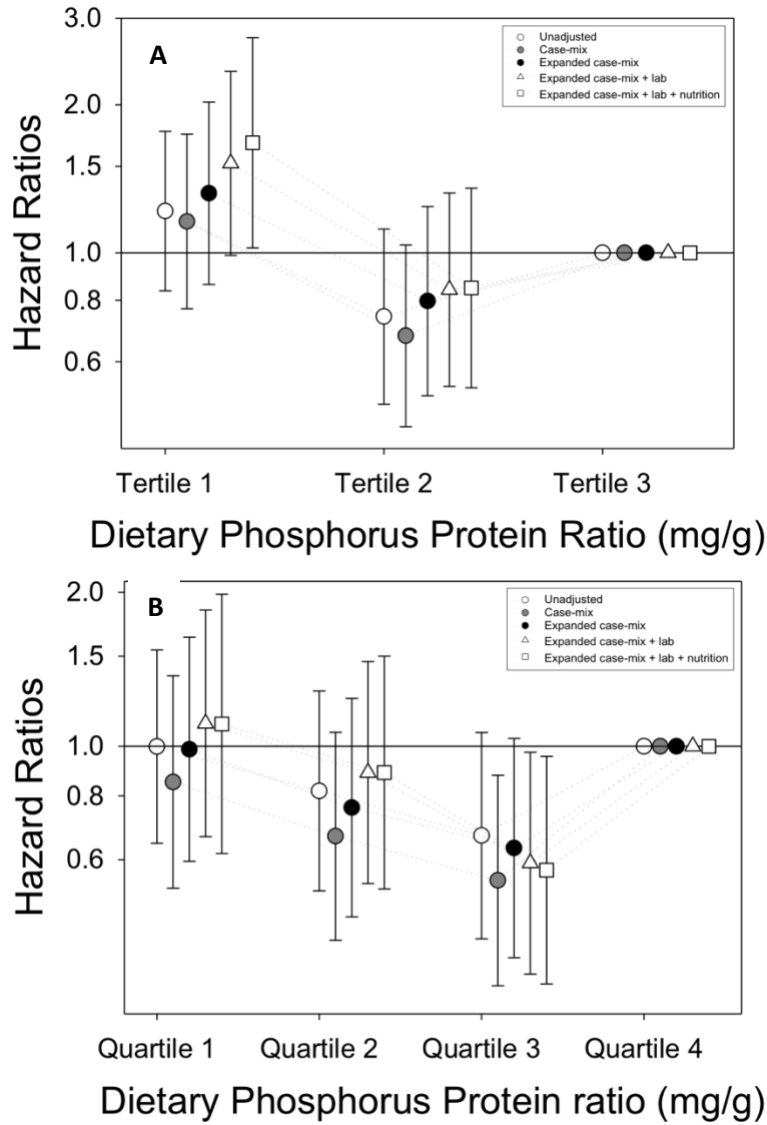 A
Unadjusted
Case-mix
Expanded case-mix
Expanded case-mix + lab
Expanded case-mix + lab + nutrition
3.0
2.0
1.5
1.0
0.8
0.6
Hazard Ratios
Tertile 1 Tertile 2 Tertile 3
Dietary Phosphorus Protein Ratio (mg/g)
B
Unadjusted
Case-mix
Expanded case-mix
Expanded case-mix + lab
Expanded case-mix + lab + nutrition
2.0
1.5
1.0
0.8
0.6
Hazard Ratios
Quartile 1 Quartile 2 Quartile 3 Quartile 4
Dietary Phosphorus Protein ratio (mg/g)